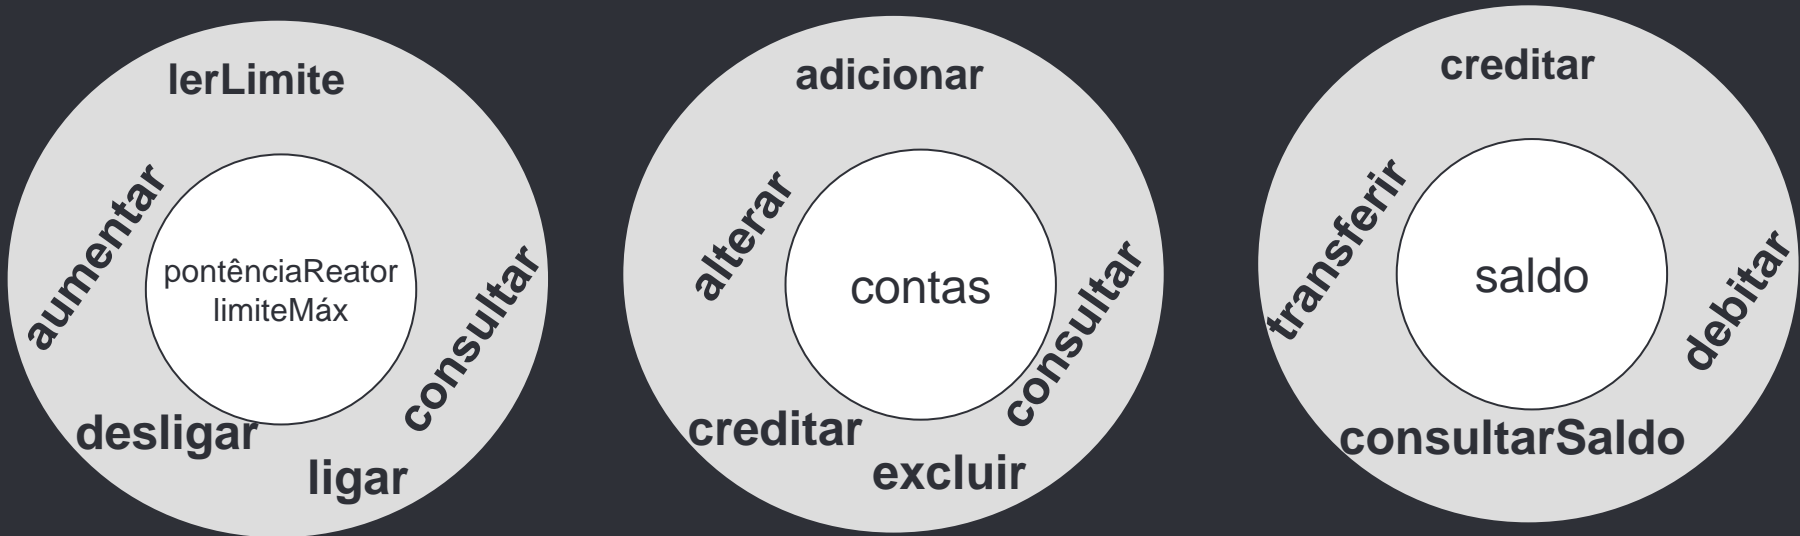 lerLimite
aumentar
pontênciaReator
limiteMáx
consultar
desligar
ligar
adicionar
alterar
contas
consultar
creditar
excluir
creditar
transferir
saldo
debitar
consultarSaldo